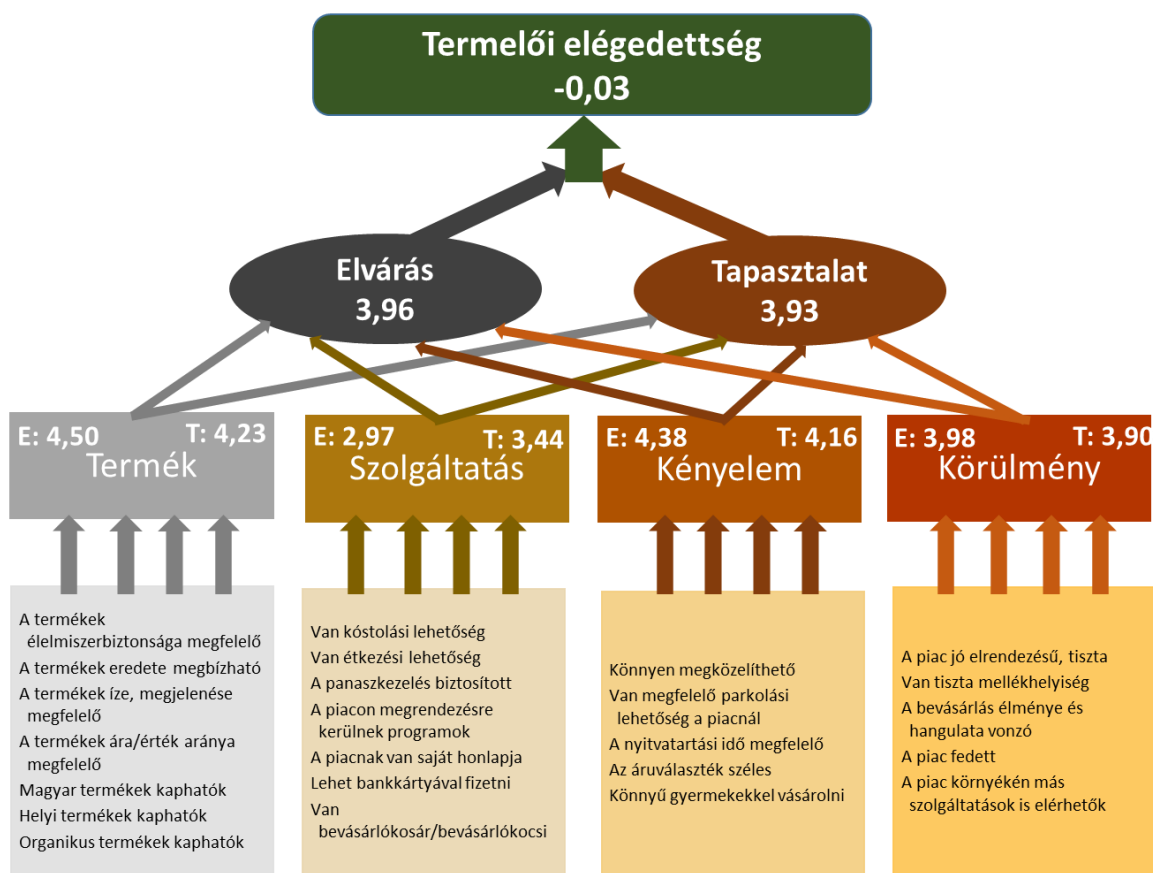 Termelői elégedettség
-0,03
Elvárás
3,96
Tapasztalat
3,93
E: 4,50 T: 4,23
Termék
E: 2,97 T: 3,44
Szolgáltatás
E: 4,38 T: 4,16
Kényelem
E: 3,98 T: 3,90
Körülmény
A termékek
élelmiszerbiztonsága megfelelő
A termékek eredete megbízható
A termékek íze, megjelenése
megfelelő
A termékek ára/érték aránya
megfelelő
Magyar termékek kaphatók
Helyi termékek kaphatók
Organikus termékek kaphatók
Van kóstolási lehetőség
Van étkezési lehetőség
A panaszkezelés biztosított
A piacon megrendezésre
kerülnek programok
A piacnak van saját honlapja
Lehet bankkártyával fizetni
Van
bevásárlókosár/bevásárlókocsi
Könnyen megközelíthető
Van megfelelő parkolási
lehetőség a piacnál
A nyitvatartási idő megfelelő
Az áruválaszték széles
Könnyű gyermekekkel vásárolni
A piac jó elrendezésű, tiszta
Van tiszta mellékhelyiség
A bevásárlás élménye és
hangulata vonzó
A piac fedett
A piac környékén más
szolgáltatások is elérhetők